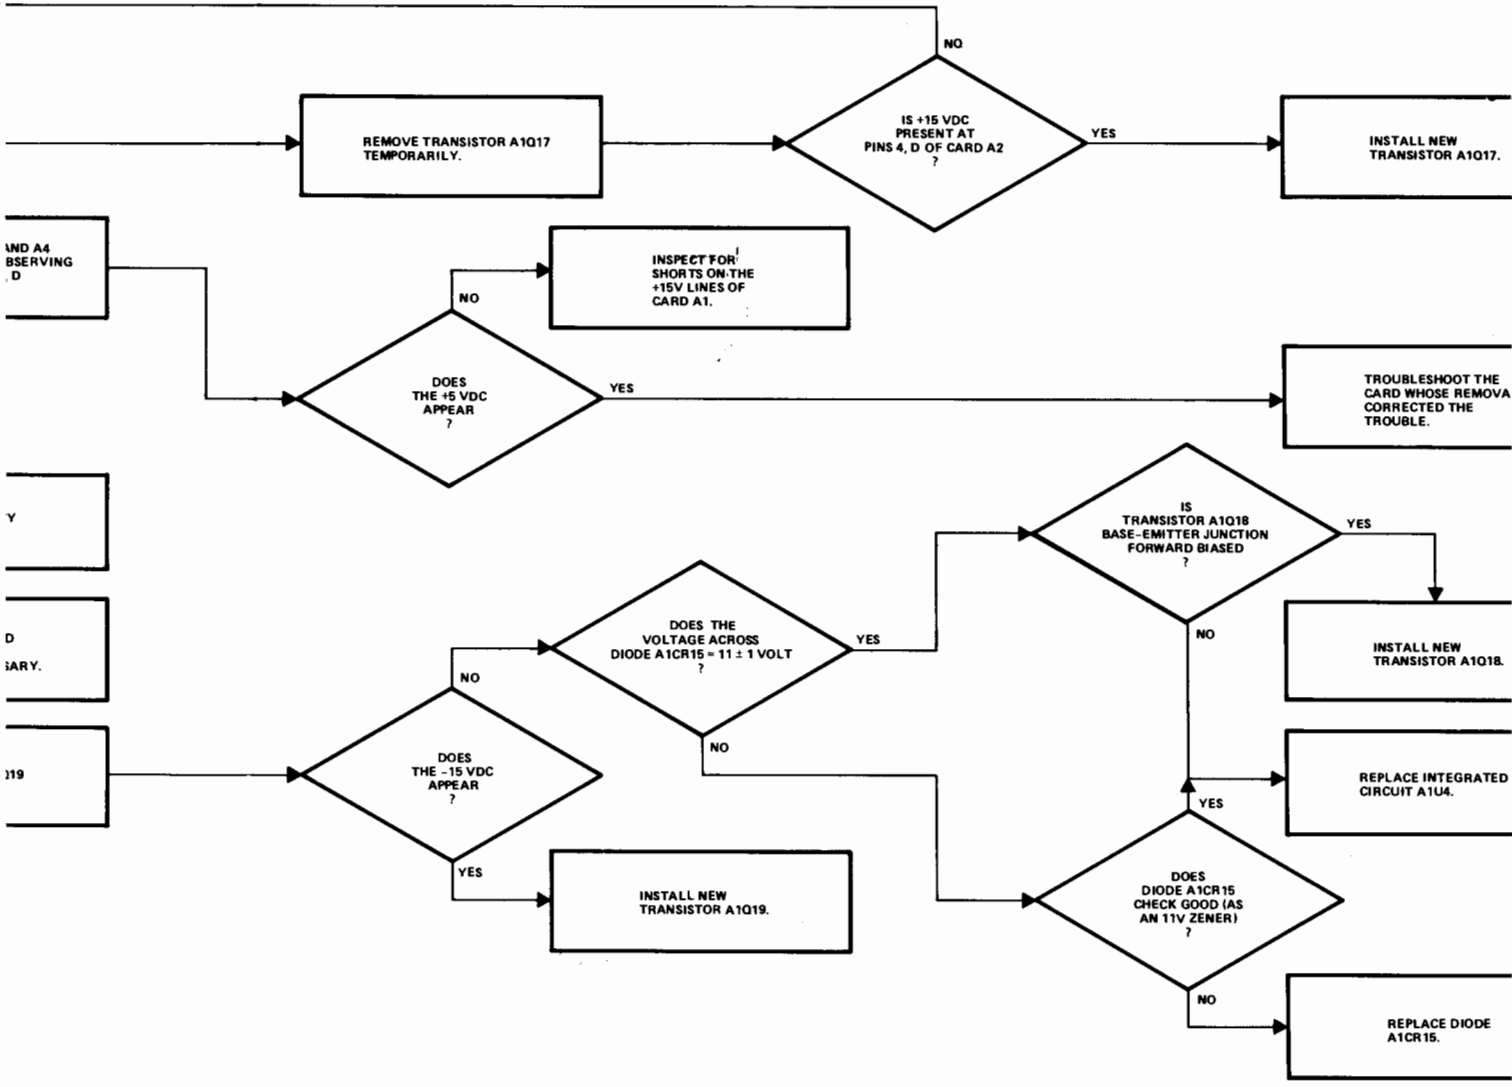 NO
IS +15 VDC
PRESENT AT
PINS 4, D OF CARD A2
?
YES
REMOVE TRANSISTOR A1Q17
TEMPORARILY.
INSTALL NEW
TRANSISTOR A1Q17.
AND A4
BSERVING
, D
INSPECT FOR
SHORTS ON THE
+15V LINES OF
CARD A1.
NO
DOES
THE +5 VDC
APPEAR
?
YES
TROUBLESHOOT THE
CARD WHOSE REMOVA
CORRECTED THE
TROUBLE.
Y
IS
TRANSISTOR A1Q18
BASE-EMITTER JUNCTION
FORWARD BIASED
?
YES
NO
D
SARY.
DOES THE
VOLTAGE ACROSS
DIODE A1CR15 = 11 ± 1 VOLT
?
YES
NO
INSTALL NEW
TRANSISTOR A1Q18.
NO
Q19
DOES
THE -15 VDC
APPEAR
?
YES
REPLACE INTEGRATED
CIRCUIT A1U4.
YES
INSTALL NEW
TRANSISTOR A1Q19.
DOES
DIODE A1CR15
CHECK GOOD (AS
AN 11V ZENER)
?
NO
REPLACE DIODE
A1CR15.